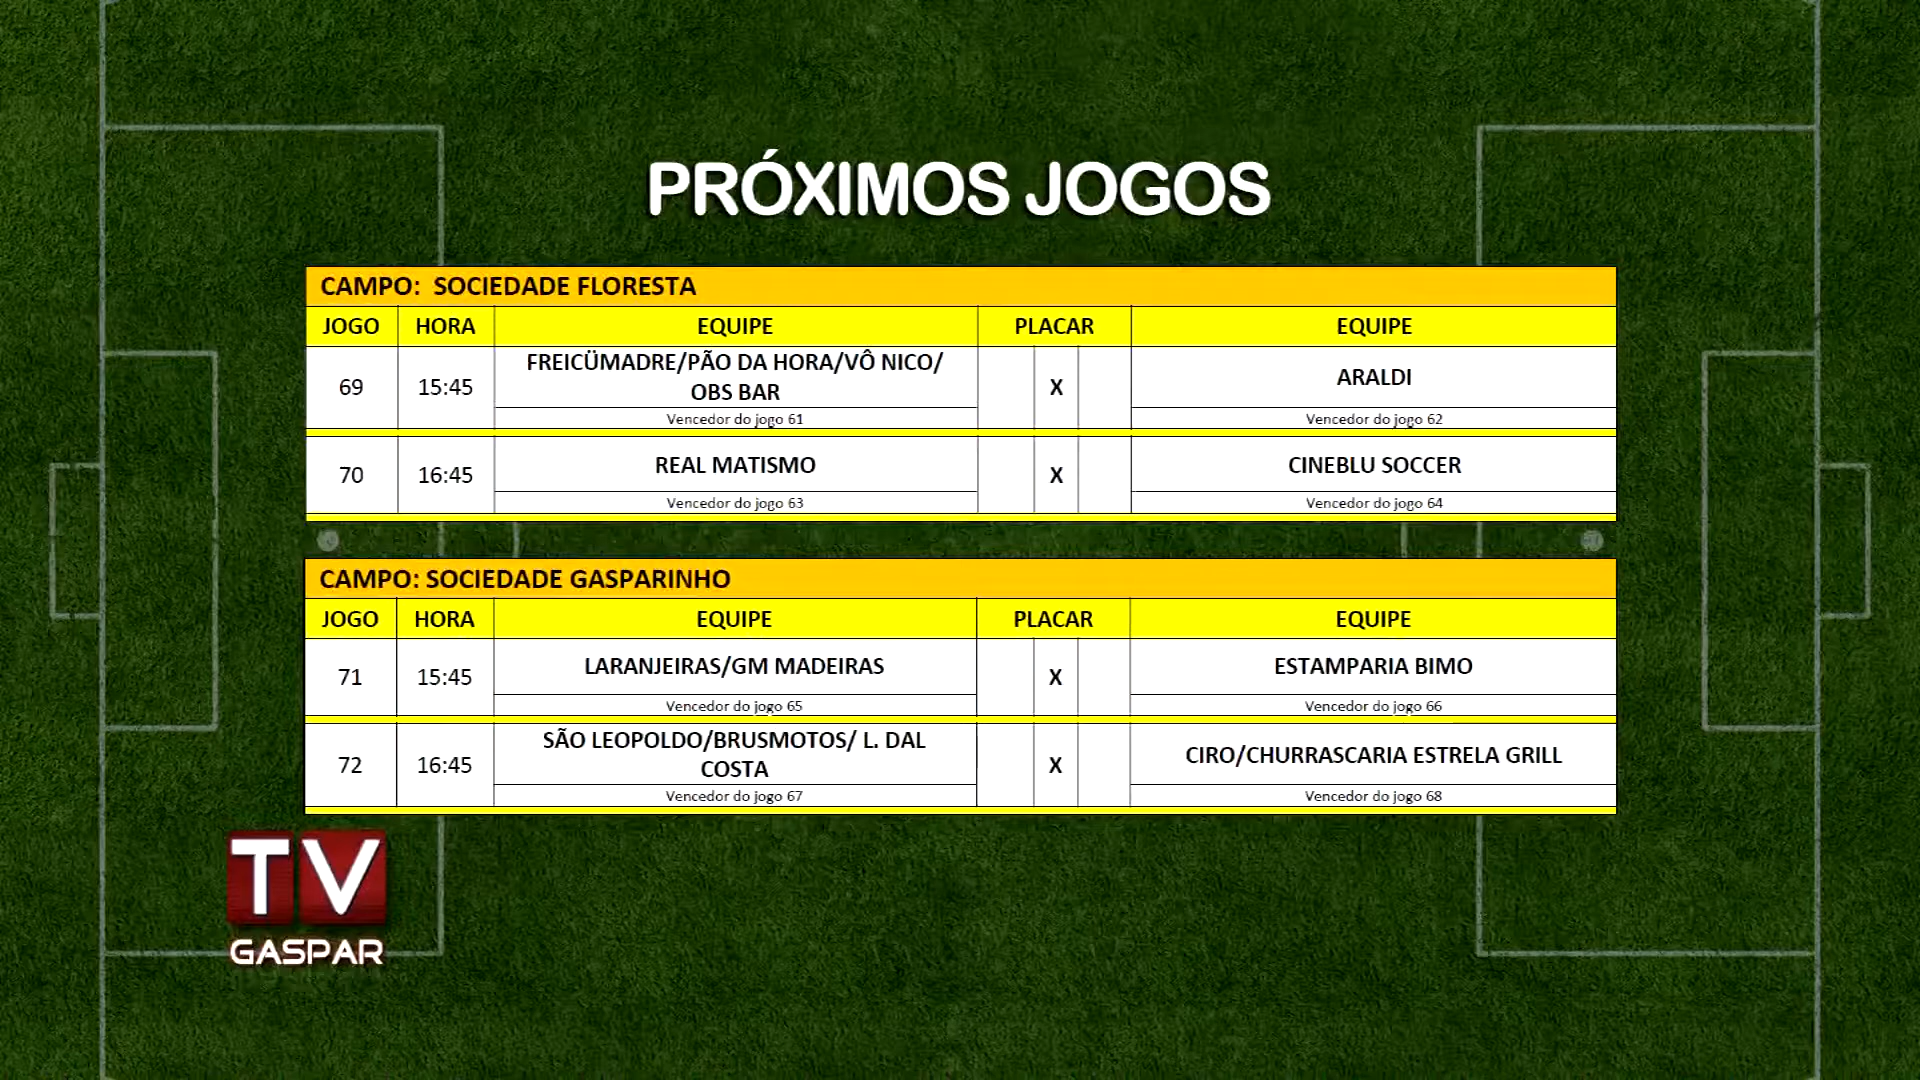 PRÓXIMOS JOGOS
CAMPO: SOCIEDADE FLORESTA
JOGO HORA EQUIPE PLACAR EQUIPE
69 15:45 FREICÜMADRE/PÃO DA HORA/VÔ NICO/
OBS BAR X ARALDI
Vencedor do jogo 61 Vencedor do jogo 62
70 16:45 REAL MATISMO X CINEBLU SOCCER
Vencedor do jogo 63 Vencedor do jogo 64
CAMPO: SOCIEDADE GASPARINHO
JOGO HORA EQUIPE PLACAR EQUIPE
71 15:45 LARANJEIRAS/GM MADEIRAS X ESTAMPARIA BIMO
Vencedor do jogo 65 Vencedor do jogo 66
72 16:45 SÃO LEOPOLDO/BRUSMOTOS/ L. DAL
COSTA X CIRO/CHURRASCARIA ESTRELA GRILL
Vencedor do jogo 67 Vencedor do jogo 68
TV
GASPAR